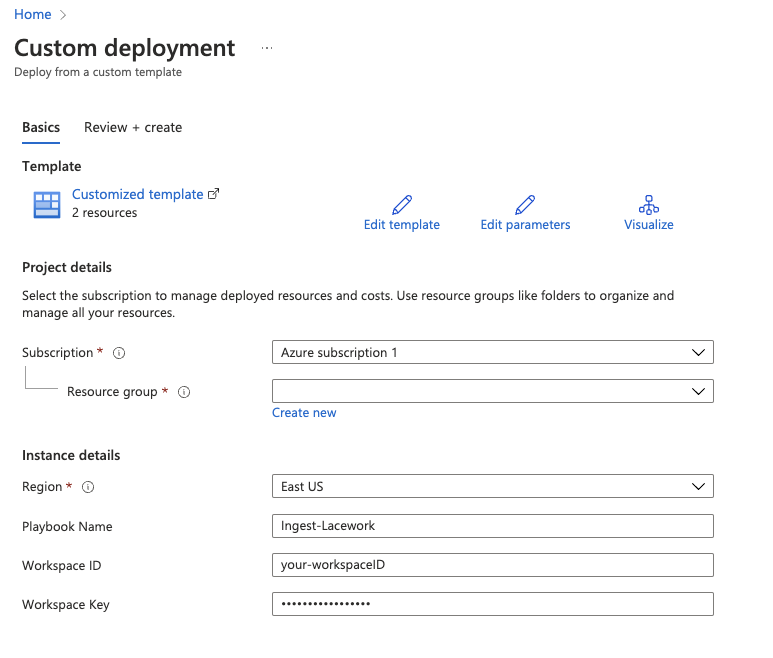 Home
Custom deployment ...
Deploy from a custom template
Basics Review + create
Template
Customized template
2 resources
Edit template Edit parameters Visualize
Project details
Select the subscription to manage deployed resources and costs. Use resource groups like folders to organize and
manage all your resources.
Subscription * Azure subscription 1
Resource group *
Create new
Instance details
Region * East US
Playbook Name Ingest-Lacework
Workspace ID your-workspaceID
Workspace Key •••••••••••••••••